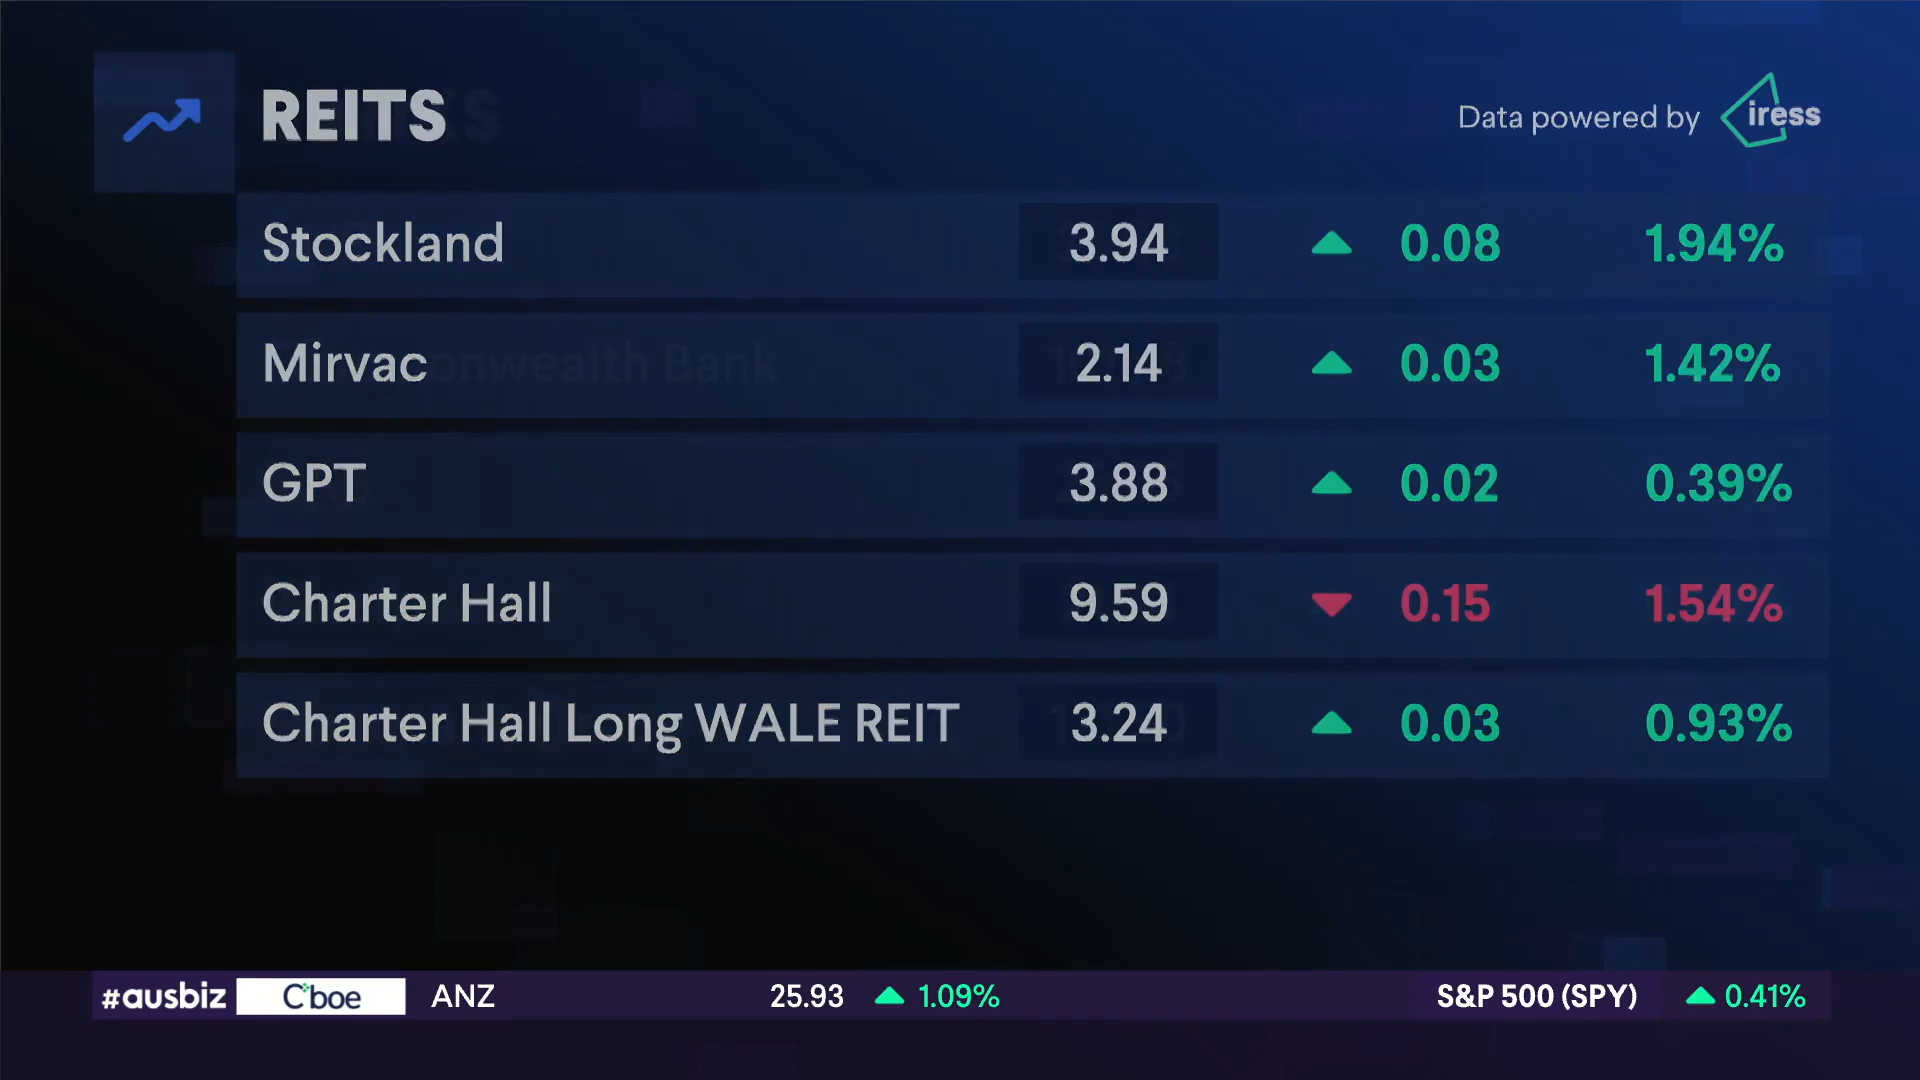 REITS
Data powered by iress
Stockland 3.94 ▲ 0.08 1.94%
Mirvac 2.14 ▲ 0.03 1.42%
GPT 3.88 ▲ 0.02 0.39%
Charter Hall 9.59 ▼ 0.15 1.54%
Charter Hall Long WALE REIT 3.24 ▲ 0.03 0.93%
#ausbiz Cboe ANZ 25.93 ▲ 1.09% S&P 500 (SPY) ▲ 0.41%